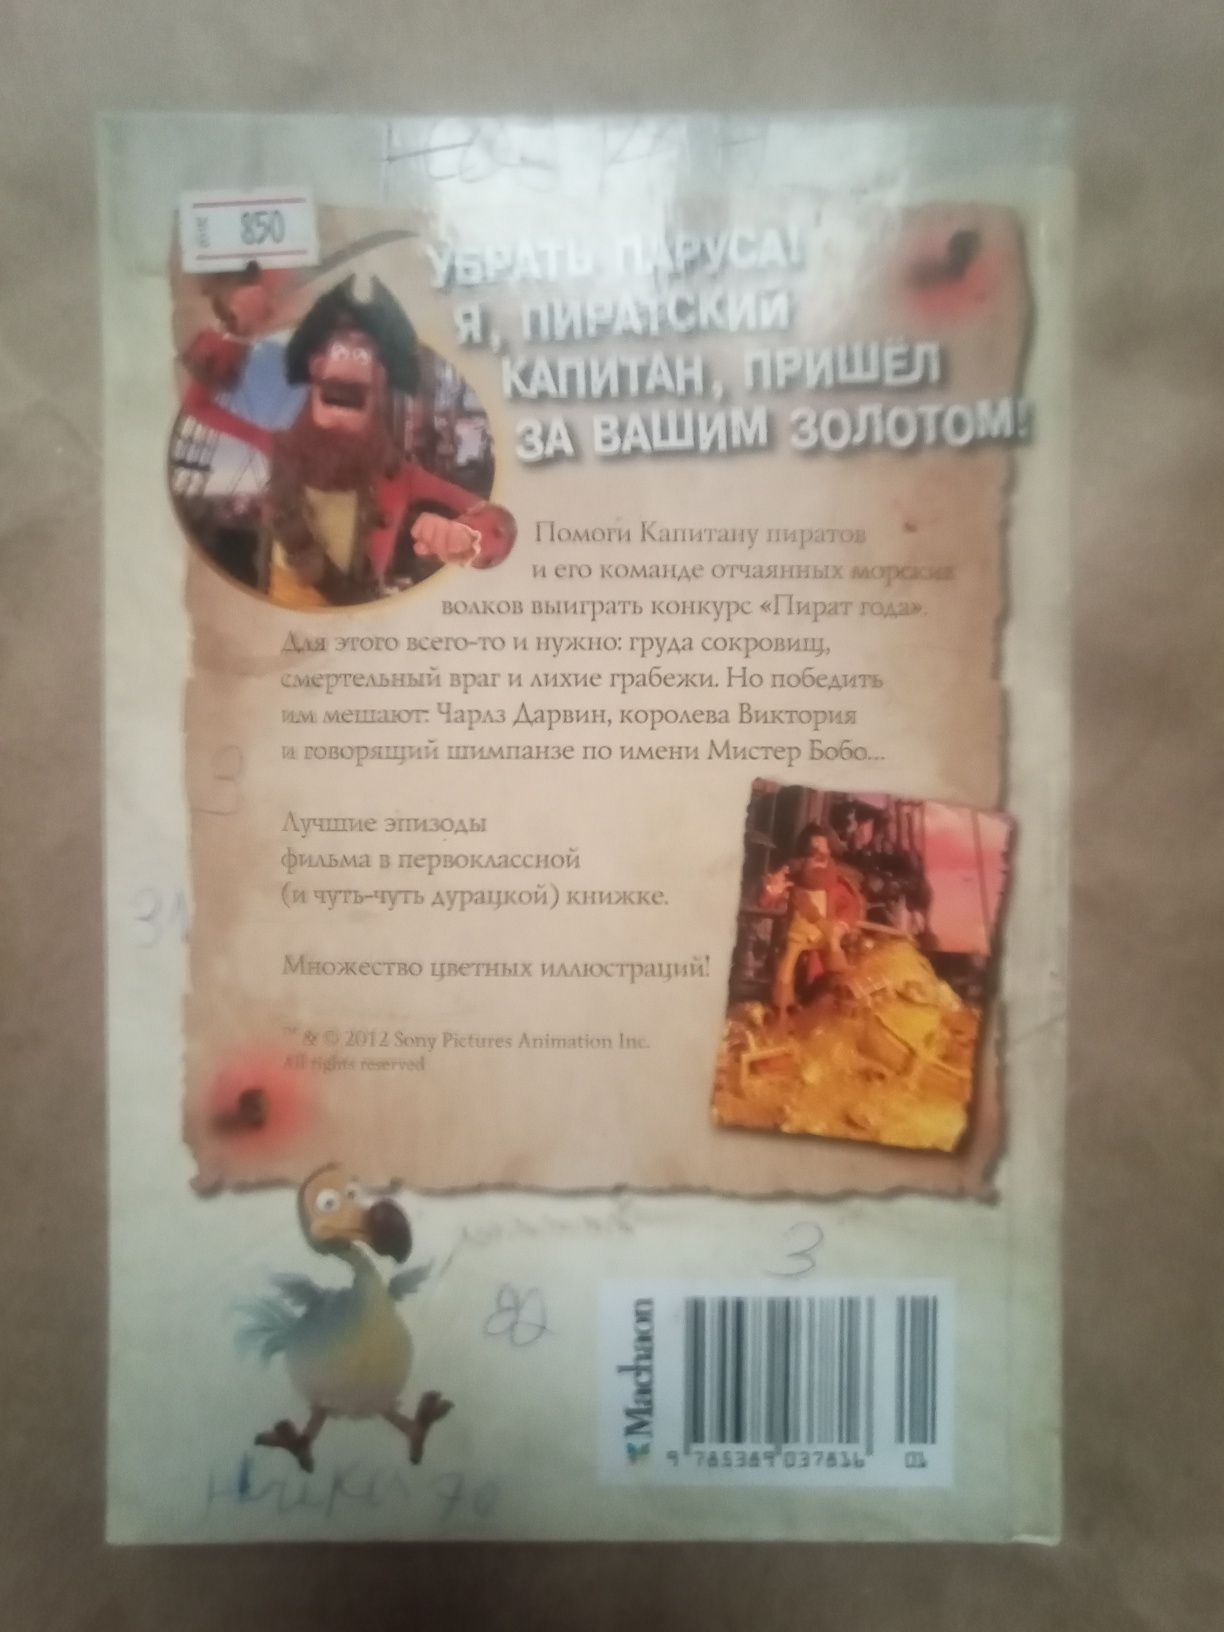 850
УБРАТЬ ПАРУСА!
Я, ПИРАТСКИЙ
КАПИТАН, ПРИШЁЛ
ЗА ВАШИМ ЗОЛОТОМ!
Помоги Капитану пиратов
и его команде отчаянных морских
волков выиграть конкурс «Пират года».
Для этого всего-то и нужно: груда сокровищ,
смертельный враг и лихие грабежи. Но победить
им мешают: Чарлз Дарвин, королева Виктория
и говорящий шимпанзе по имени Мистер Бобо...
Лучшие эпизоды
фильма в первоклассной
(и чуть-чуть дурацкой) книжке.
Множество цветных иллюстраций!
™ & © 2012 Sony Pictures Animation Inc.
All rights reserved
3
3
Machaon
9 785389 037816 01